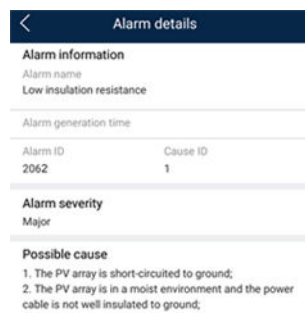 Alarm details
Alarm information
Alarm name
Low insulation resistance
Alarm generation time
Alarm ID Cause ID
2062 1
Alarm severity
Major
Possible cause
1. The PV array is short-circuited to ground;
2. The PV array is in a moist environment and the power
cable is not well insulated to ground;